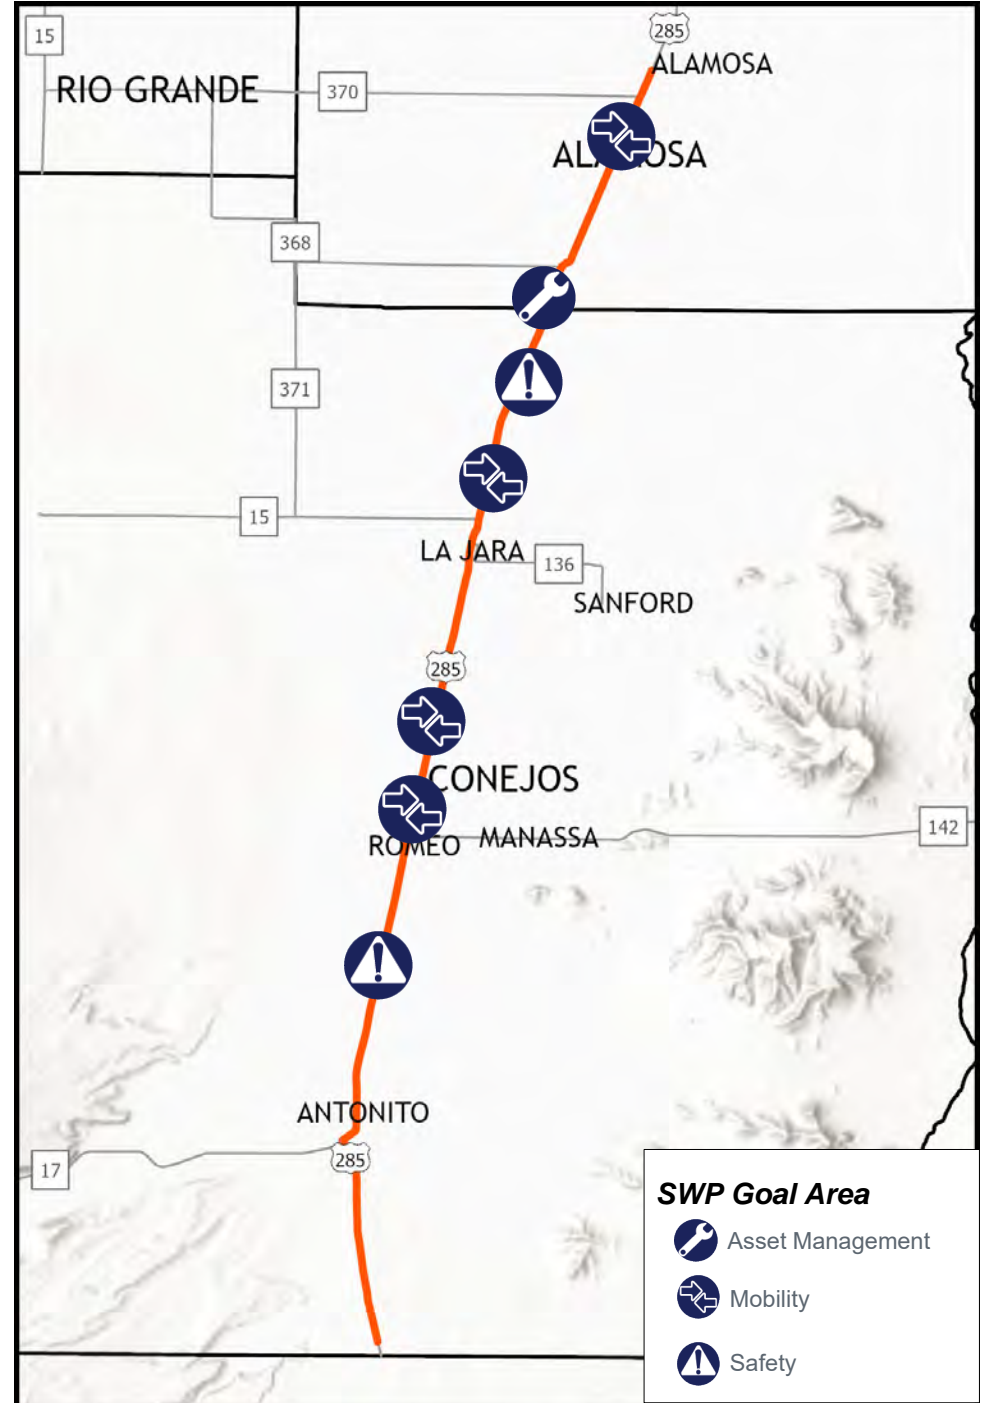 15
285
ALAMOSA
RIO GRANDE
370
ALAMOSA
368
371
15
LA JARA
136
SANFORD
285
CONEJOS
142
ROMEO
MANASSA
ANTONITO
285
17
SWP Goal Area
Asset Management
Mobility
Safety